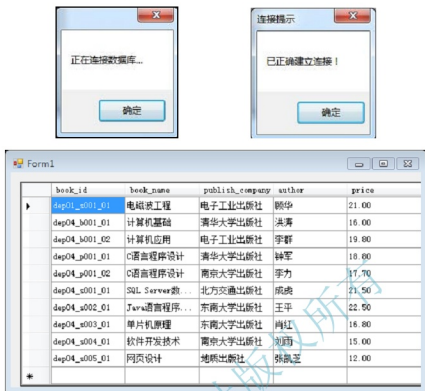 正在连接数据库...
确定
连接提示
已正确建立连接！
确定
Form1
book_id book_name publish_company author price
dep01_s001_01 电磁波工程 电子工业出版社 顾华 21.00
dep04_b001_01 计算机基础 清华大学出版社 洪涛 16.00
dep04_b001_02 计算机应用 电子工业出版社 李群 19.80
dep04_p001_01 C语言程序设计 清华大学出版社 钟军 18.80
dep04_p001_02 C语言程序设计 南京大学出版社 李力 17.70
dep04_s001_01 SQL Server数... 北方交通出版社 成虎 21.50
dep04_s002_01 Java语言程序... 东南大学出版社 王平 22.50
dep04_s003_01 单片机原理 东南大学出版社 肖红 16.80
dep04_s004_01 软件开发技术 南京大学出版社 刘雨 15.00
dep04_s005_01 网页设计 地质出版社 张凯芝 12.00
版权所有